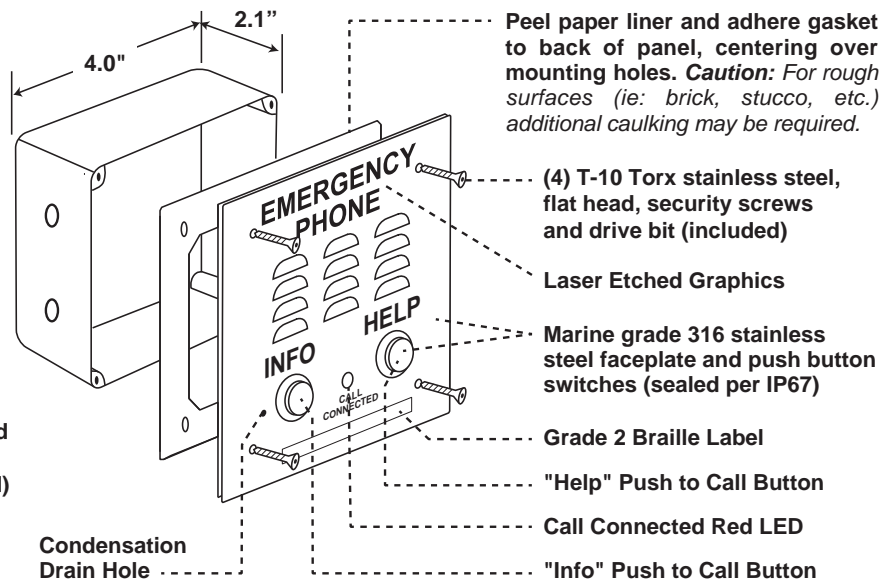 2.1”
4.0"
Peel paper liner and adhere gasket
to back of panel, centering over
mounting holes. Caution: For rough
surfaces (ie: brick, stucco, etc.)
additional caulking may be required.
(4) T-10 Torx stainless steel,
flat head, security screws
and drive bit (included)
Laser Etched Graphics
Marine grade 316 stainless
steel faceplate and push button
switches (sealed per IP67)
Grade 2 Braille Label
"Help" Push to Call Button
Call Connected Red LED
"Info" Push to Call Button
EMERGENCY
PHONE
HELP
INFO
CALL
CONNECTED
Condensation
Drain Hole